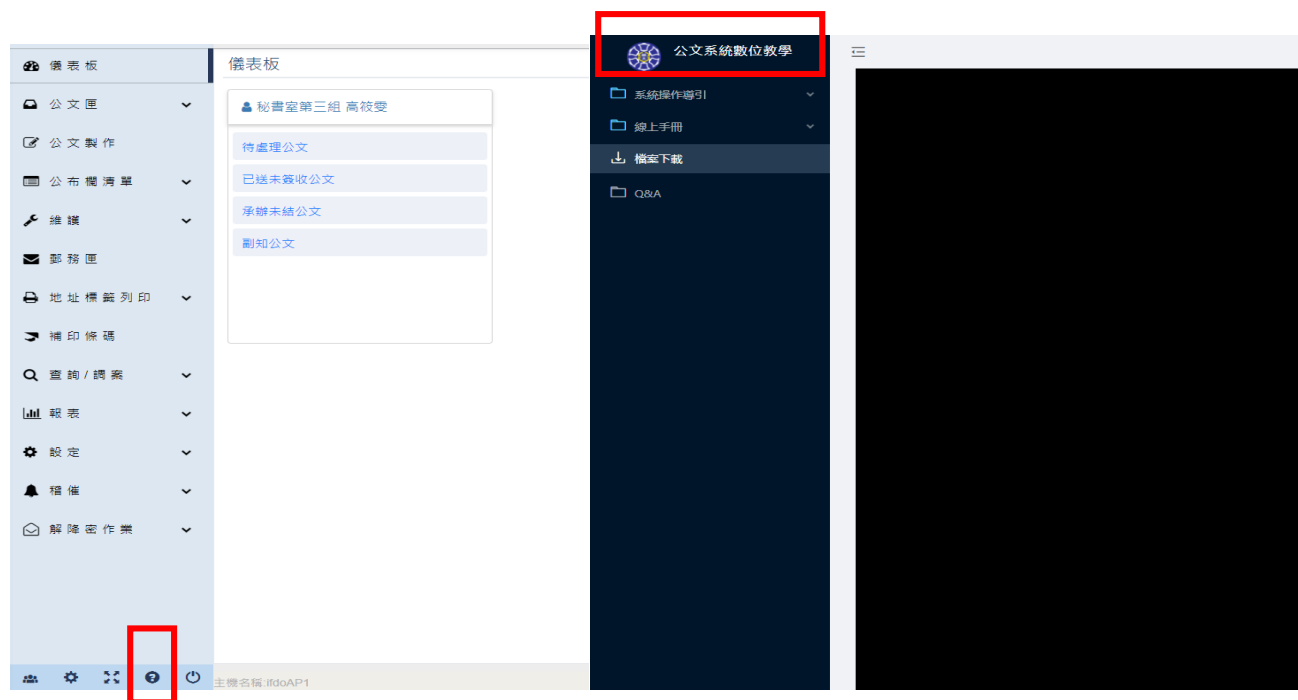 儀表板
公文匣
公文製作
公布欄清單
維護
郵務匣
地址標籤列印
補印條碼
查詢/調案
報表
設定
稽催
解降密作業
儀表板
秘書室第三組 高筱雯
待處理公文
已送未簽收公文
承辦未結公文
副知公文
主機名稱:ifdoAP1
公文系統數位教學
系統操作導引
線上手冊
檔案下載
Q&A